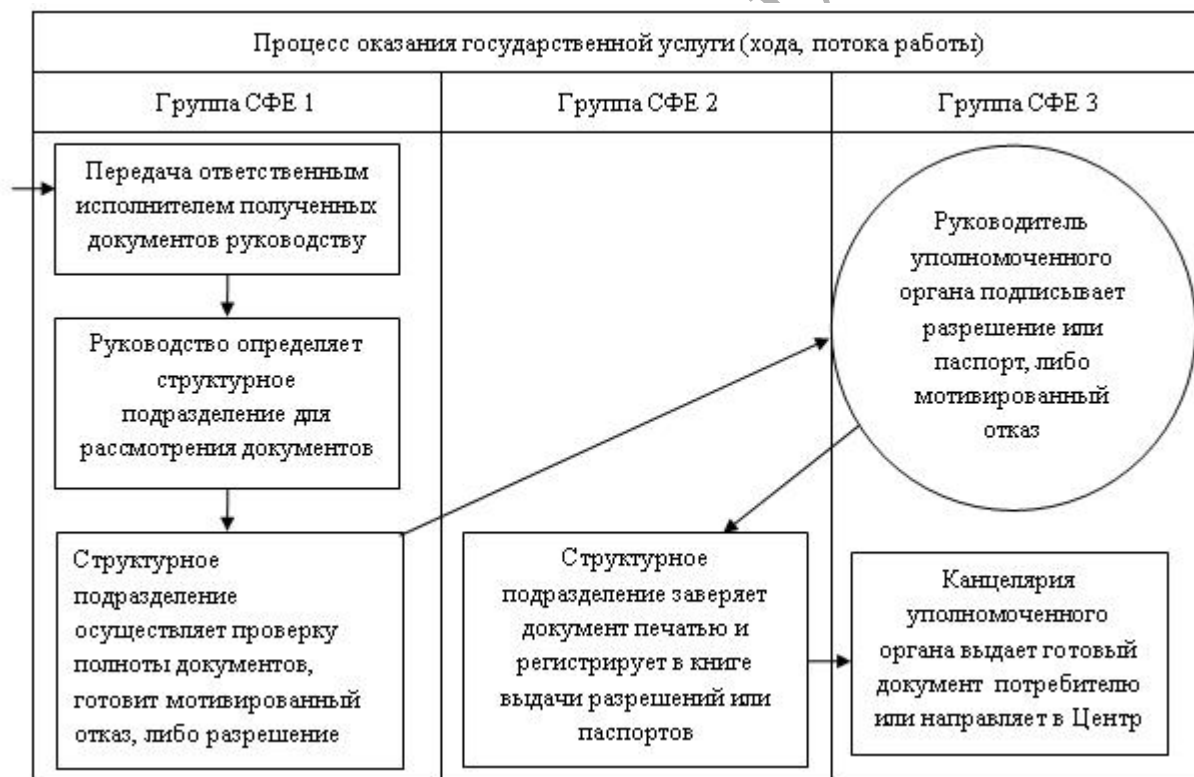 Процесс оказания государственной услуги (хода, потока работы)
Группа СФЕ 1
Группа СФЕ 2
Группа СФЕ 3
Передача ответственным
исполнителем полученных
документов руководству
Руководство определяет
структурное
подразделение для
рассмотрения документов
Структурное
подразделение
осуществляет проверку
полноты документов,
готовит мотивированный
отказ, либо разрешение
Руководитель
уполномоченного
органа подписывает
разрешение или
паспорт, либо
мотивированный
отказ
Структурное
подразделение заверяет
документ печатью и
регистрирует в книге
выдачи разрешений или
паспортов
Канцелярия
уполномоченного
органа выдает готовый
документ потребителю
или направляет в Центр